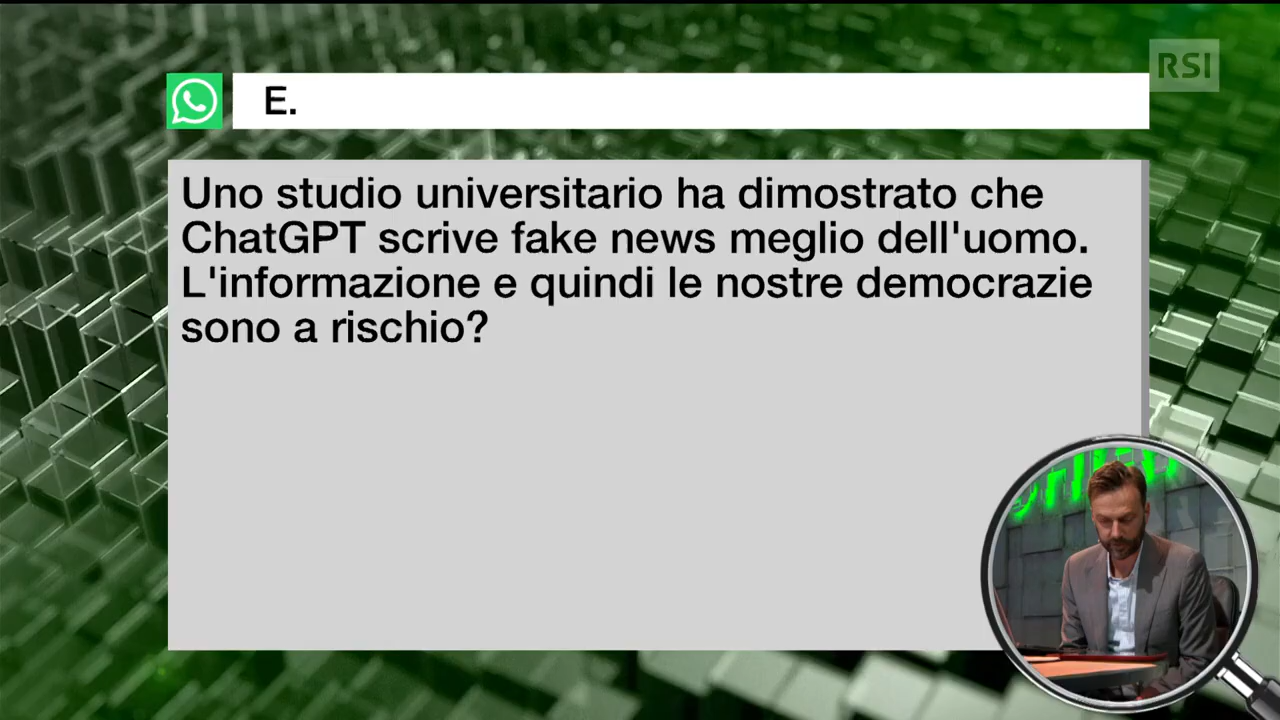 RSI
E.
Uno studio universitario ha dimostrato che
ChatGPT scrive fake news meglio dell'uomo.
L'informazione e quindi le nostre democrazie
sono a rischio?